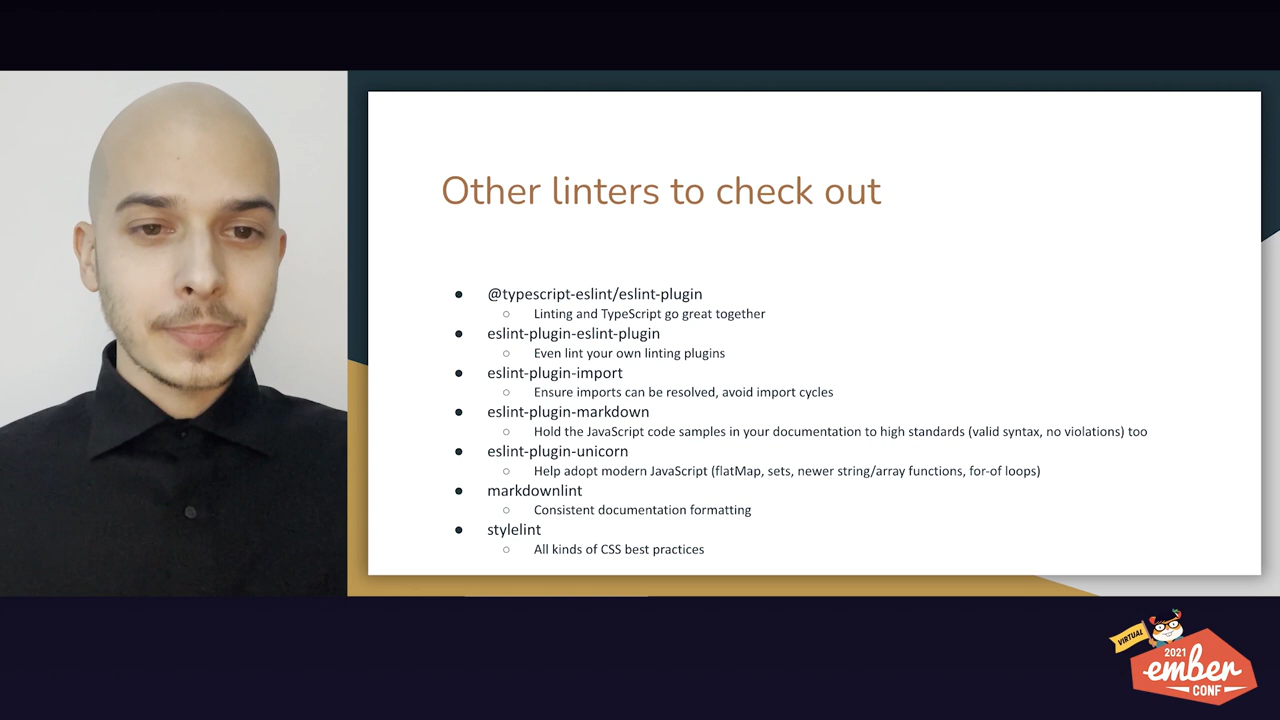 Other linters to check out
● @typescript-eslint/eslint-plugin
○ Linting and TypeScript go great together
● eslint-plugin-eslint-plugin
○ Even lint your own linting plugins
● eslint-plugin-import
○ Ensure imports can be resolved, avoid import cycles
● eslint-plugin-markdown
○ Hold the JavaScript code samples in your documentation to high standards (valid syntax, no violations) too
● eslint-plugin-unicorn
○ Help adopt modern JavaScript (flatMap, sets, newer string/array functions, for-of loops)
● markdownlint
○ Consistent documentation formatting
● stylelint
○ All kinds of CSS best practices
VIRTUAL
2021
ember
CONF